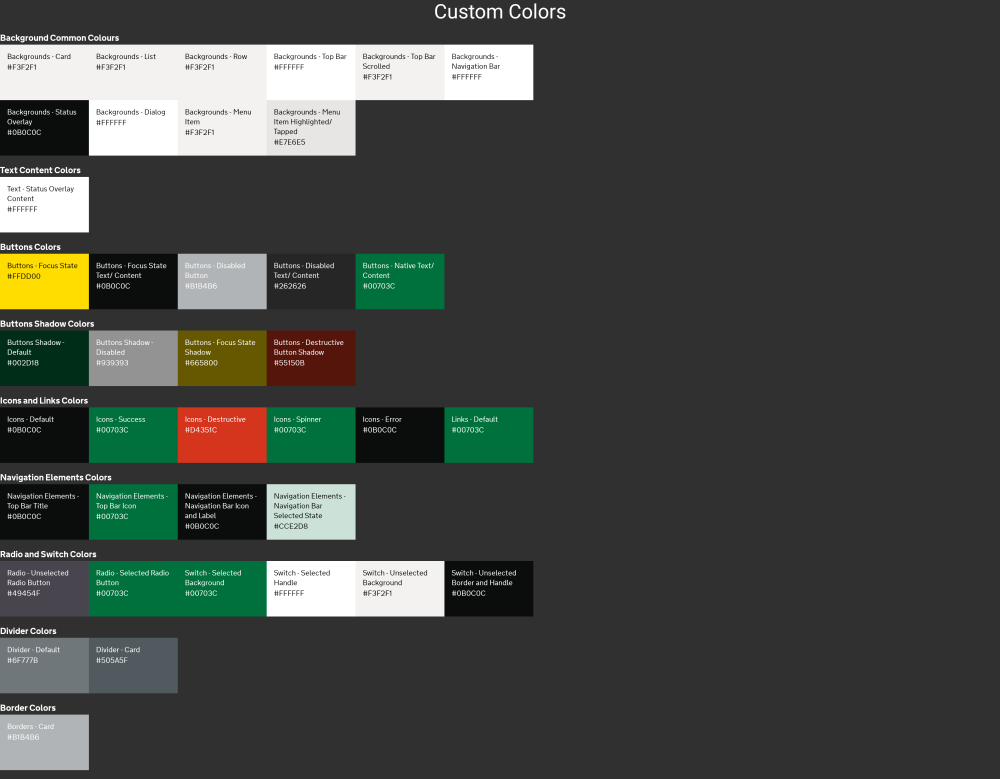 Custom Colors
Background Common Colours
Backgrounds - Card
#F3F2F1
Backgrounds - List
#F3F2F1
Backgrounds - Row
#F3F2F1
Backgrounds - Top Bar
#FFFFFF
Backgrounds - Top Bar
Scrolled
#F3F2F1
Backgrounds -
Navigation Bar
#FFFFFF
Backgrounds - Status
Overlay
#0B0C0C
Backgrounds - Dialog
#FFFFFF
Backgrounds - Menu
Item
#F3F2F1
Backgrounds - Menu
Item Highlighted/
Tapped
#E7E6E5
Text Content Colors
Text - Status Overlay
Content
#FFFFFF
Buttons Colors
Buttons - Focus State
#FFDD00
Buttons - Focus State
Text/ Content
#0B0C0C
Buttons - Disabled
Button
#B1B4B6
Buttons - Disabled
Text/ Content
#262626
Buttons - Native Text/
Content
#00703C
Buttons Shadow Colors
Buttons Shadow -
Default
#002D18
Buttons Shadow -
Disabled
#939393
Buttons - Focus State
Shadow
#665800
Buttons - Destructive
Button Shadow
#55150B
Icons and Links Colors
Icons - Default
#0B0C0C
Icons - Success
#00703C
Icons - Destructive
#D4351C
Icons - Spinner
#00703C
Icons - Error
#0B0C0C
Links - Default
#00703C
Navigation Elements Colors
Navigation Elements -
Top Bar Title
#0B0C0C
Navigation Elements -
Top Bar Icon
#00703C
Navigation Elements -
Navigation Bar Icon
and Label
#0B0C0C
Navigation Elements -
Navigation Bar
Selected State
#CCE2D8
Radio and Switch Colors
Radio - Unselected
Radio Button
#49454F
Radio - Selected Radio
Button
#00703C
Switch - Selected
Background
#00703C
Switch - Selected
Handle
#FFFFFF
Switch - Unselected
Background
#F3F2F1
Switch - Unselected
Border and Handle
#0B0C0C
Divider Colors
Divider - Default
#6F777B
Divider - Card
#505A5F
Border Colors
Borders - Card
#B1B4B6